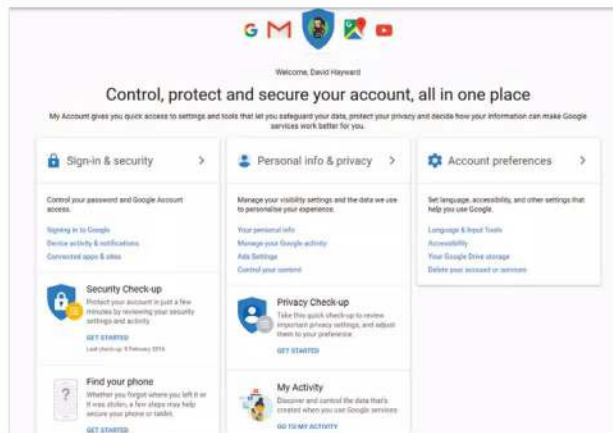 Welcome, David Hayward
Control, protect and secure your account, all in one place
My Account gives you quick access to settings and tools that let you safeguard your data, protect your privacy and decide how your information can make Google
services work better for you.
Sign-in & security
Control your password and Google Account
access.
Signing in to Google
Device activity & notifications
Connected apps & sites
Security Check-up
Protect your account in just a few
minutes by reviewing your security
settings and activity
GET STARTED
Last check-up: 9 February 2016
Find your phone
Whether you forgot where you left it or
it was stolen, a few steps may help
secure your phone or tablet.
GET STARTED
Personal info & privacy
Manage your visibility settings and the data we use
to personalise your experience.
Your personal info
Manage your Google activity
Ads Settings
Control your content
Privacy Check-up
Take this quick check-up to review
important privacy settings, and adjust
them to your preference.
GET STARTED
My Activity
Discover and control the data that's
created when you use Google services
GO TO MY ACTIVITY
Account preferences
Set language, accessibility, and other settings that
help you use Google.
Language & Input Tools
Accessibility
Your Google Drive storage
Delete your account or services